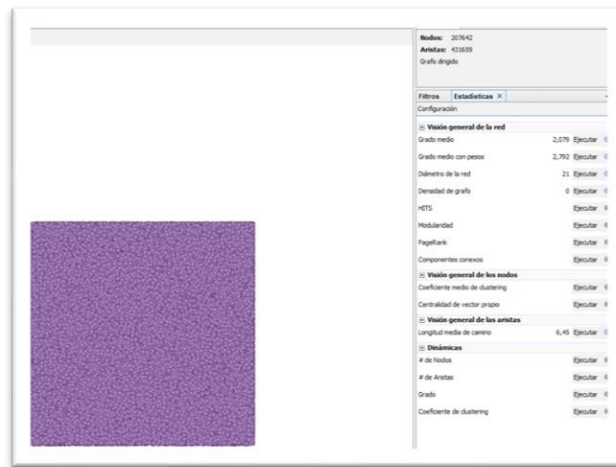 Nodos: 207642
Aristas: 431659
Grafo dirigido
Filtros Estadísticas ×
Configuración
Visión general de la red
Grado medio 2,079 Ejecutar
Grado medio con pesos 2,792 Ejecutar
Diámetro de la red 21 Ejecutar
Densidad de grafo 0 Ejecutar
HITS Ejecutar
Modularidad Ejecutar
PageRank Ejecutar
Componentes conexos Ejecutar
Visión general de los nodos
Coeficiente medio de clustering Ejecutar
Centralidad de vector propio Ejecutar
Visión general de las aristas
Longitud media de camino 6,45 Ejecutar
Dinámicas
# de Nodos Ejecutar
# de Aristas Ejecutar
Grado Ejecutar
Coeficiente de clustering Ejecutar